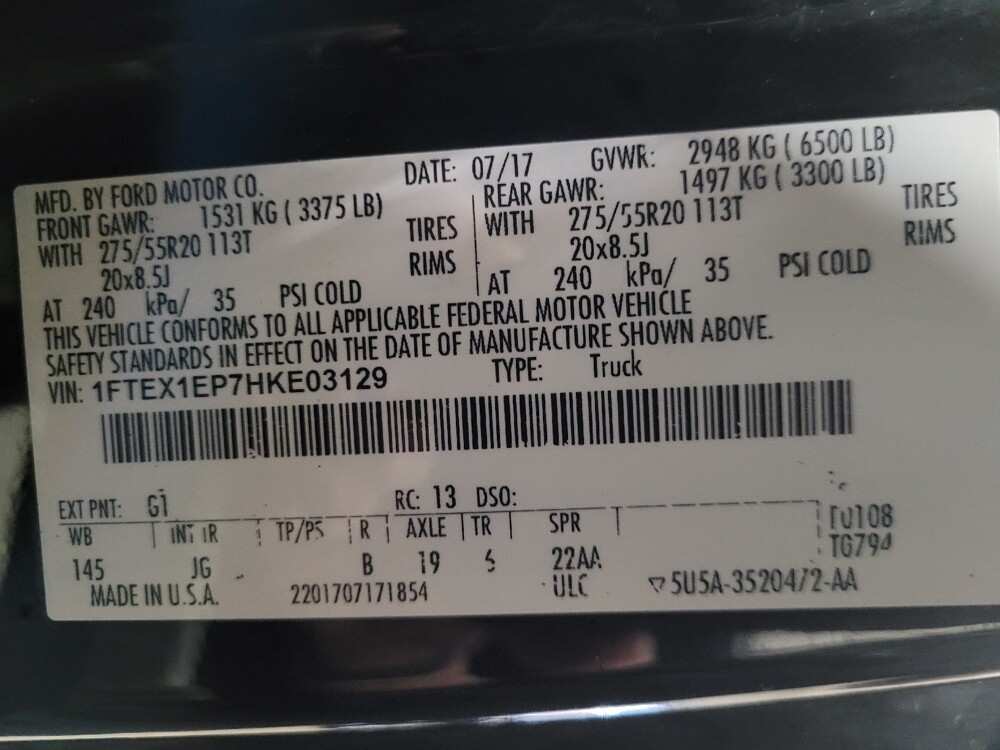 MFD. BY FORD MOTOR CO. DATE: 07/17 GVWR: 2948 KG ( 6500 LB)
FRONT GAWR: 1531 KG ( 3375 LB) REAR GAWR: 1497 KG ( 3300 LB)
WITH 275/55R20 113T TIRES WITH 275/55R20 113T TIRES
20x8.5J RIMS 20x8.5J RIMS
AT 240 kPa/ 35 PSI COLD AT 240 kPa/ 35 PSI COLD
THIS VEHICLE CONFORMS TO ALL APPLICABLE FEDERAL MOTOR VEHICLE
SAFETY STANDARDS IN EFFECT ON THE DATE OF MANUFACTURE SHOWN ABOVE.
VIN: 1FTEX1EP7HKE03129 TYPE: Truck
EXT PNT: G1 RC: 13 DSO:
WB INT TR TP/PS R AXLE TR SPR
145 JG B 19 6 22AA
T0108
TG794
MADE IN U.S.A. 2201707171854 ULC ▽5U5A-3520472-AA